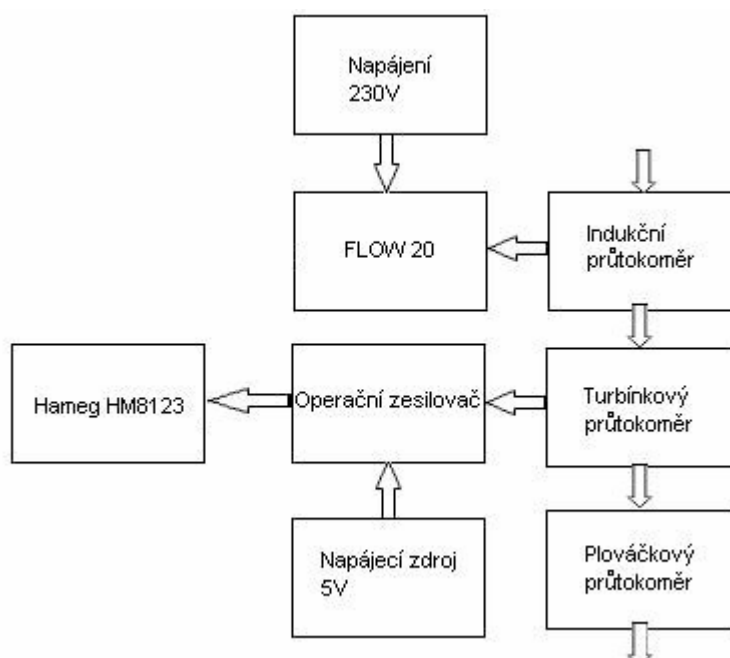 Napájení
230V
FLOW 20
Indukční
průtokoměr
Hameg HM8123
Operační zesilovač
Turbínkový
průtokoměr
Napájecí zdroj
5V
Plováčkový
průtokoměr